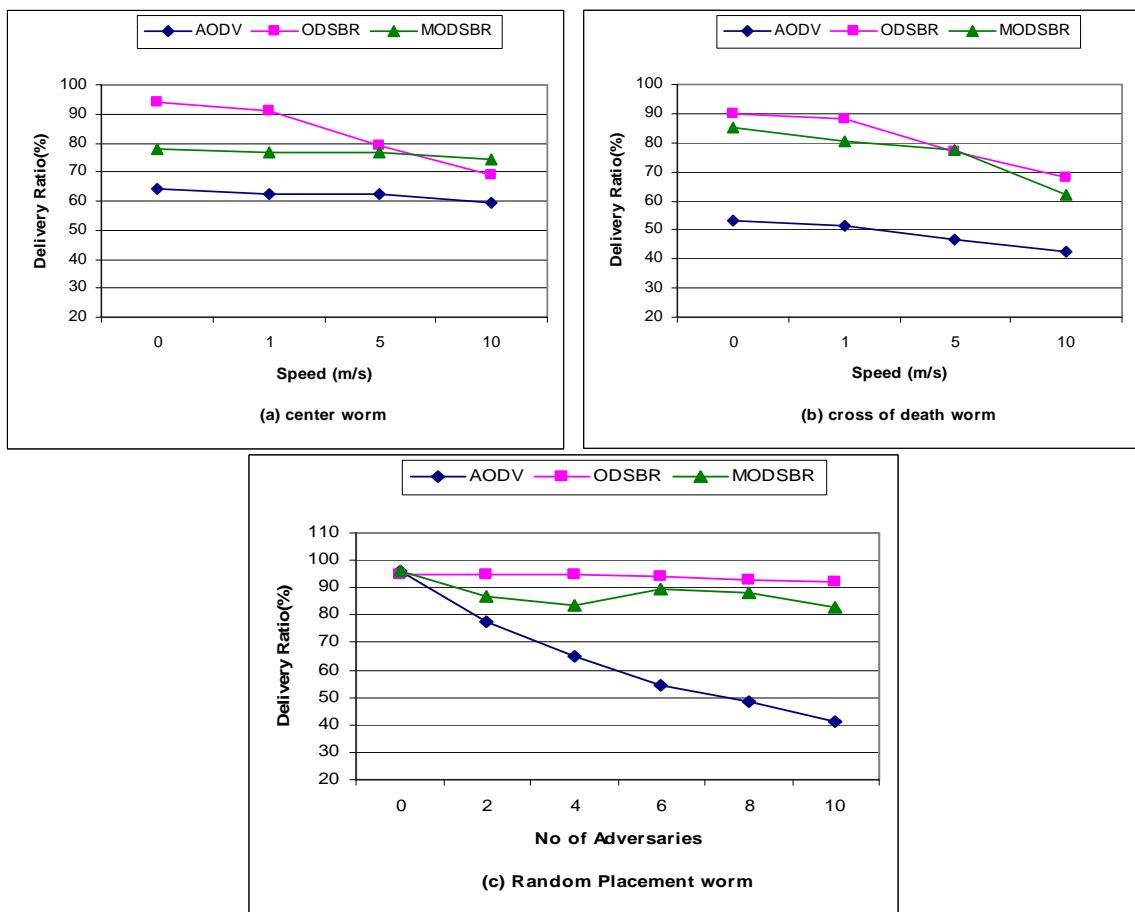 AODV ODSBR MODSBR
100
90
80
70
60
50
40
30
20
Delivery Ratio(%)
0 1 5 10
Speed (m/s)
(a) center worm
AODV ODSBR MODSBR
100
90
80
70
60
50
40
30
20
Delivery Ratio(%)
0 1 5 10
Speed (m/s)
(b) cross of death worm
AODV ODSBR MODSBR
110
100
90
80
70
60
50
40
30
20
Delivery Ratio(%)
0 2 4 6 8 10
No of Adversaries
(c) Random Placement worm